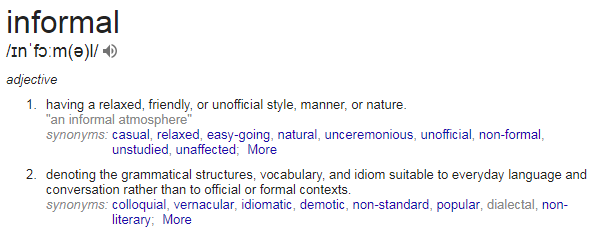 informal
/ɪnˈfɔːm(ə)l/
adjective
1. having a relaxed, friendly, or unofficial style, manner, or nature.
"an informal atmosphere"
synonyms: casual, relaxed, easy-going, natural, unceremonious, unofficial, non-formal,
unstudied, unaffected; More
2. denoting the grammatical structures, vocabulary, and idiom suitable to everyday language and
conversation rather than to official or formal contexts.
synonyms: colloquial, vernacular, idiomatic, demotic, non-standard, popular, dialectal, non-
literary; More